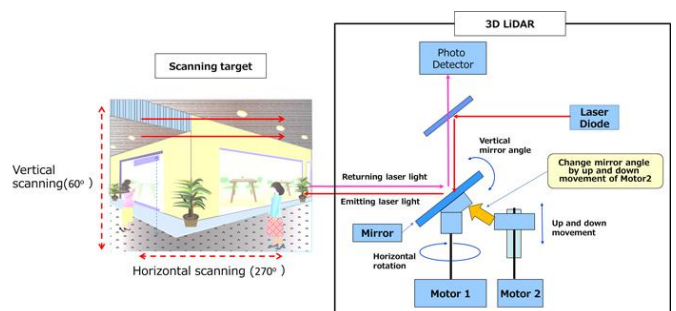 3D LiDAR
Photo
Detector
Scanning target
Laser
Diode
Vertical
mirror angle
Change mirror angle
by up and down
movement of Motor2
Vertical
scanning(60°)
Returning laser light
Emitting laser light
Mirror
Up and down
movement
Horizontal
rotation
Horizontal scanning (270°)
Motor 1
Motor 2